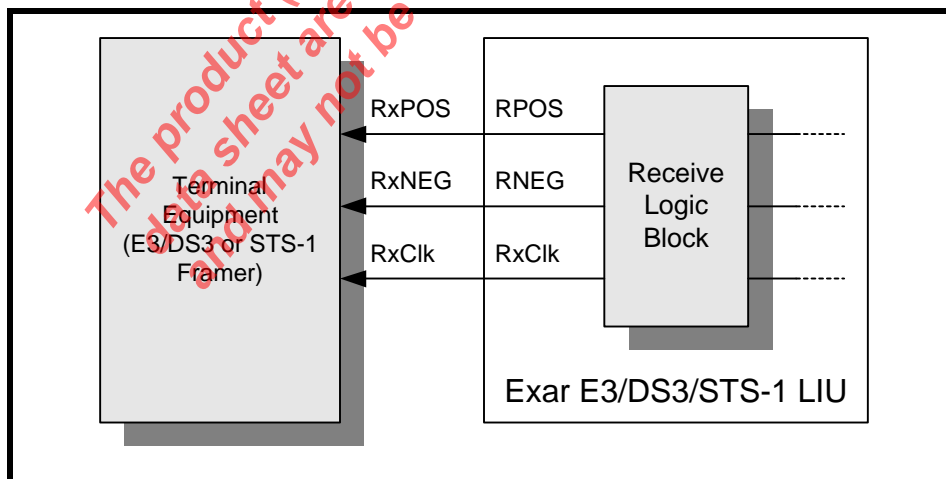 The product (
data sheet are
and may not be
RxPOS
RPOS
RxNEG
RNEG
RxClk
RxClk
Terminal
Equipment
(E3/DS3 or STS-1
Framer)
Receive
Logic
Block
Exar E3/DS3/STS-1 LIU